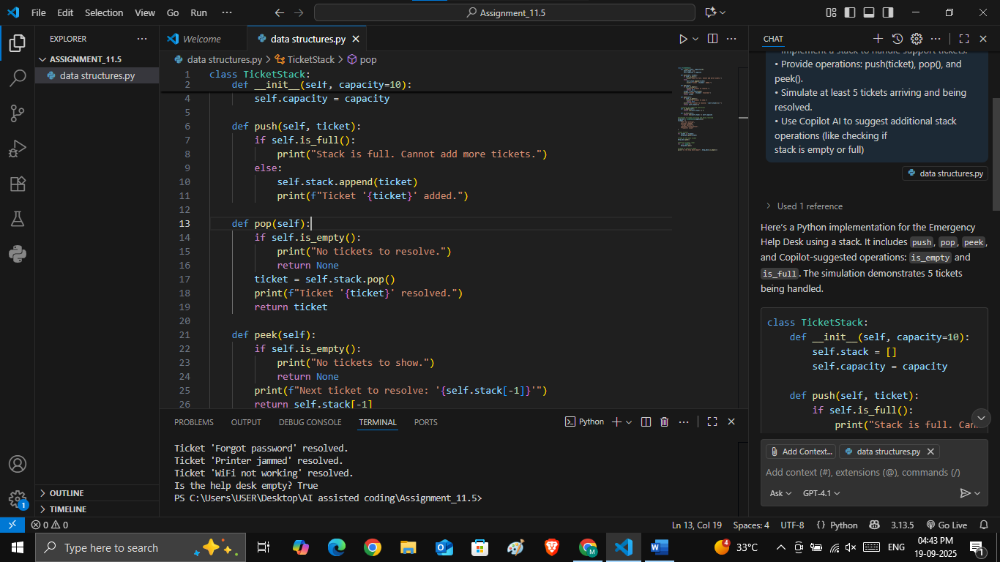 File Edit Selection View Go Run ··· Assignment_11.5
EXPLORER ···
ASSIGNMENT_11.5
data structures.py
OUTLINE
TIMELINE
Welcome data structures.py
data structures.py > TicketStack > pop
1 class TicketStack:
2 def __init__(self, capacity=10):
4 self.capacity = capacity
5
6 def push(self, ticket):
7 if self.is_full():
8 print("Stack is full. Cannot add more tickets.")
9 else:
10 self.stack.append(ticket)
11 print(f"Ticket '{ticket}' added.")
12
13 def pop(self):
14 if self.is_empty():
15 print("No tickets to resolve.")
16 return None
17 ticket = self.stack.pop()
18 print(f"Ticket '{ticket}' resolved.")
19 return ticket
20
21 def peek(self):
22 if self.is_empty():
23 print("No tickets to show.")
24 return None
25 print(f"Next ticket to resolve: '{self.stack[-1]}'")
26 return self.stack[-1]
PROBLEMS OUTPUT DEBUG CONSOLE TERMINAL PORTS Python
Ticket 'Forgot password' resolved.
Ticket 'Printer jammed' resolved.
Ticket 'WiFi not working' resolved.
Is the help desk empty? True
PS C:\Users\USER\Desktop\AI assisted coding\Assignment_11.5>
CHAT
Implement a stack to handle support tickets.
• Provide operations: push(ticket), pop(), and
peek().
• Simulate at least 5 tickets arriving and being
resolved.
• Use Copilot AI to suggest additional stack
operations (like checking if
stack is empty or full)
data structures.py
Used 1 reference
Here's a Python implementation for the Emergency
Help Desk using a stack. It includes push, pop, peek,
and Copilot-suggested operations: is_empty and
is_full. The simulation demonstrates 5 tickets
being handled.
class TicketStack:
def __init__(self, capacity=10):
self.stack = []
self.capacity = capacity
def push(self, ticket):
if self.is_full():
print("Stack is full. Can
Add Context... data structures.py
Add context (#), extensions (@), commands (/)
Ask GPT-4.1
1
0 0 Ln 13, Col 19 Spaces: 4 UTF-8 {} Python 3.13.5 Go Live
Type here to search 4 33°C ENG 04:43 PM
19-09-2025 1